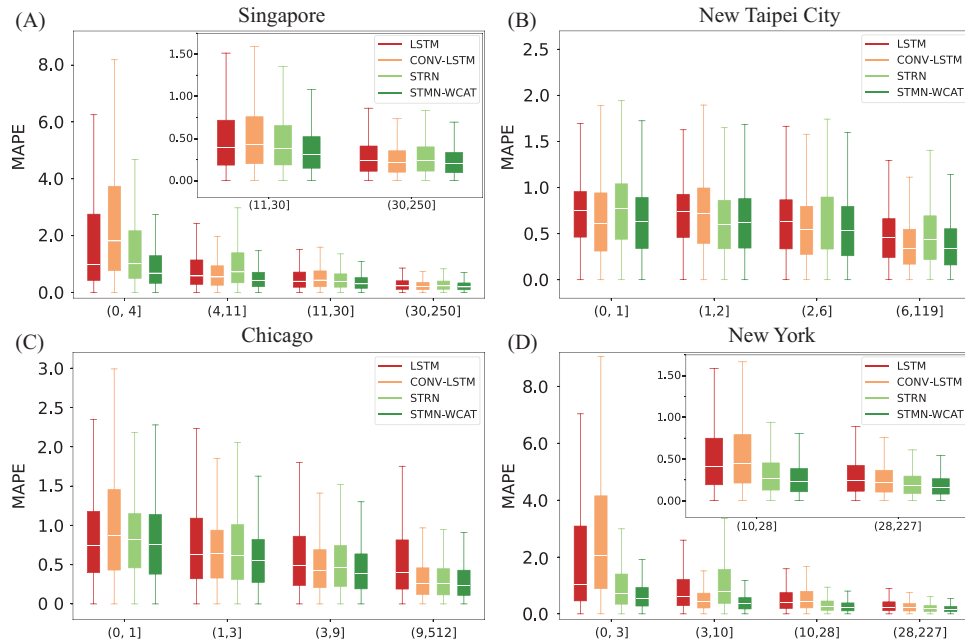 (A)
Singapore
MAPE
8.0
6.0
4.0
2.0
0.0
(0, 4]
(4,11]
(11,30]
(30,250]
1.50
1.00
0.50
0.00
(11,30]
(30,250]
LSTM
CONV-LSTM
STRN
STMN-WCAT
(B)
New Taipei City
MAPE
2.5
2.0
1.5
1.0
0.5
0.0
(0, 1]
(1,2]
(2,6]
(6,119]
LSTM
CONV-LSTM
STRN
STMN-WCAT
(C)
Chicago
MAPE
3.0
2.5
2.0
1.5
1.0
0.5
0.0
(0, 1]
(1,3]
(3,9]
(9,512]
LSTM
CONV-LSTM
STRN
STMN-WCAT
(D)
New York
MAPE
8.0
6.0
4.0
2.0
0.0
(0, 3]
(3,10]
(10,28]
(28,227]
1.50
1.00
0.50
0.00
(10,28]
(28,227]
LSTM
CONV-LSTM
STRN
STMN-WCAT